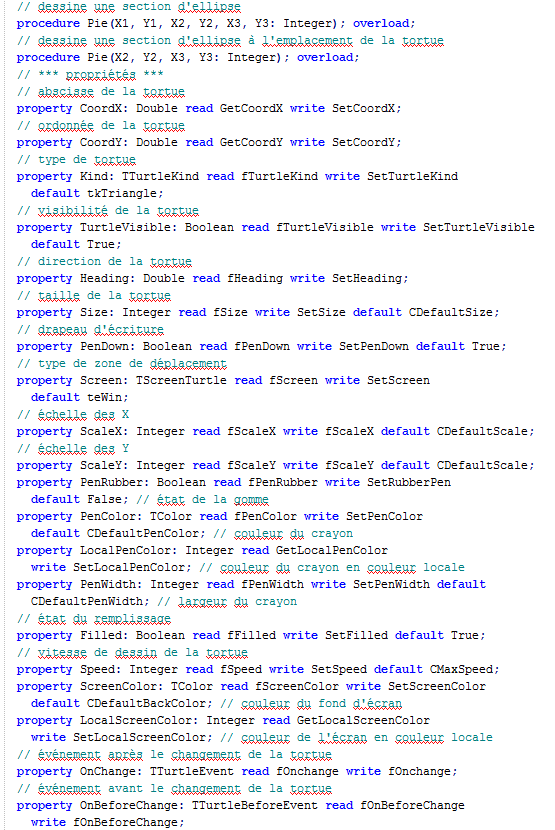 // dessine une section d'ellipse
procedure Pie(X1, Y1, X2, Y2, X3, Y3: Integer); overload;
// dessine une section d'ellipse à l'emplacement de la tortue
procedure Pie(X2, Y2, X3, Y3: Integer); overload;
// *** propriétés ***
// abscisse de la tortue
property CoordX: Double read GetCoordX write SetCoordX;
// ordonnée de la tortue
property CoordY: Double read GetCoordY write SetCoordY;
// type de tortue
property Kind: TTurtleKind read fTurtleKind write SetTurtleKind
default tkTriangle;
// visibilité de la tortue
property TurtleVisible: Boolean read fTurtleVisible write SetTurtleVisible
default True;
// direction de la tortue
property Heading: Double read fHeading write SetHeading;
// taille de la tortue
property Size: Integer read fSize write SetSize default CDefaultSize;
// drapeau d'écriture
property PenDown: Boolean read fPenDown write SetPenDown default True;
// type de zone de déplacement
property Screen: TScreenTurtle read fScreen write SetScreen
default teWin;
// échelle des X
property ScaleX: Integer read fScaleX write fScaleX default CDefaultScale;
// échelle des Y
property ScaleY: Integer read fScaleY write fScaleY default CDefaultScale;
property PenRubber: Boolean read fPenRubber write SetRubberPen
default False; // état de la gomme
property PenColor: TColor read fPenColor write SetPenColor
default CDefaultPenColor; // couleur du crayon
property LocalPenColor: Integer read GetLocalPenColor
write SetLocalPenColor; // couleur du crayon en couleur locale
property PenWidth: Integer read fPenWidth write SetPenWidth default
CDefaultPenWidth; // largeur du crayon
// état du remplissage
property Filled: Boolean read fFilled write SetFilled default True;
// vitesse de dessin de la tortue
property Speed: Integer read fSpeed write SetSpeed default CMaxSpeed;
property ScreenColor: TColor read fScreenColor write SetScreenColor
default CDefaultBackColor; // couleur du fond d'écran
property LocalScreenColor: Integer read GetLocalScreenColor
write SetLocalScreenColor; // couleur de l'écran en couleur locale
// événement après le changement de la tortue
property OnChange: TTurtleEvent read fOnchange write fOnchange;
// événement avant le changement de la tortue
property OnBeforeChange: TTurtleBeforeEvent read fOnBeforeChange
write fOnBeforeChange;